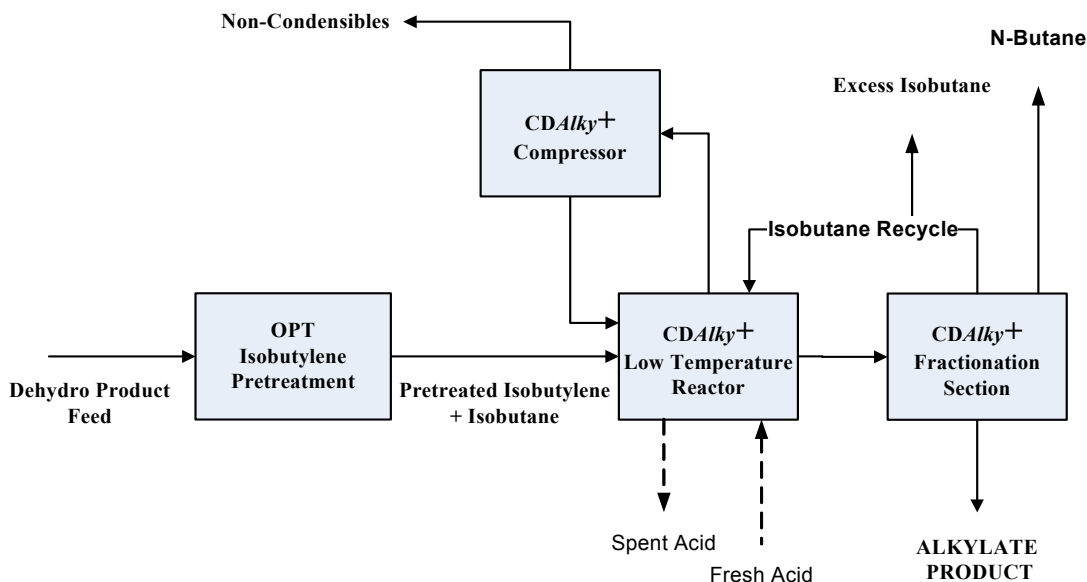 Non-Condensibles
N-Butane
Excess Isobutane
CDAlky+
Compressor
Isobutane Recycle
OPT
Isobutylene
Pretreatment
CDAlky+
Low Temperature
Reactor
CDAlky+
Fractionation
Section
Dehydro Product
Feed
Pretreated Isobutylene
+ Isobutane
Spent Acid
Fresh Acid
ALKYLATE
PRODUCT